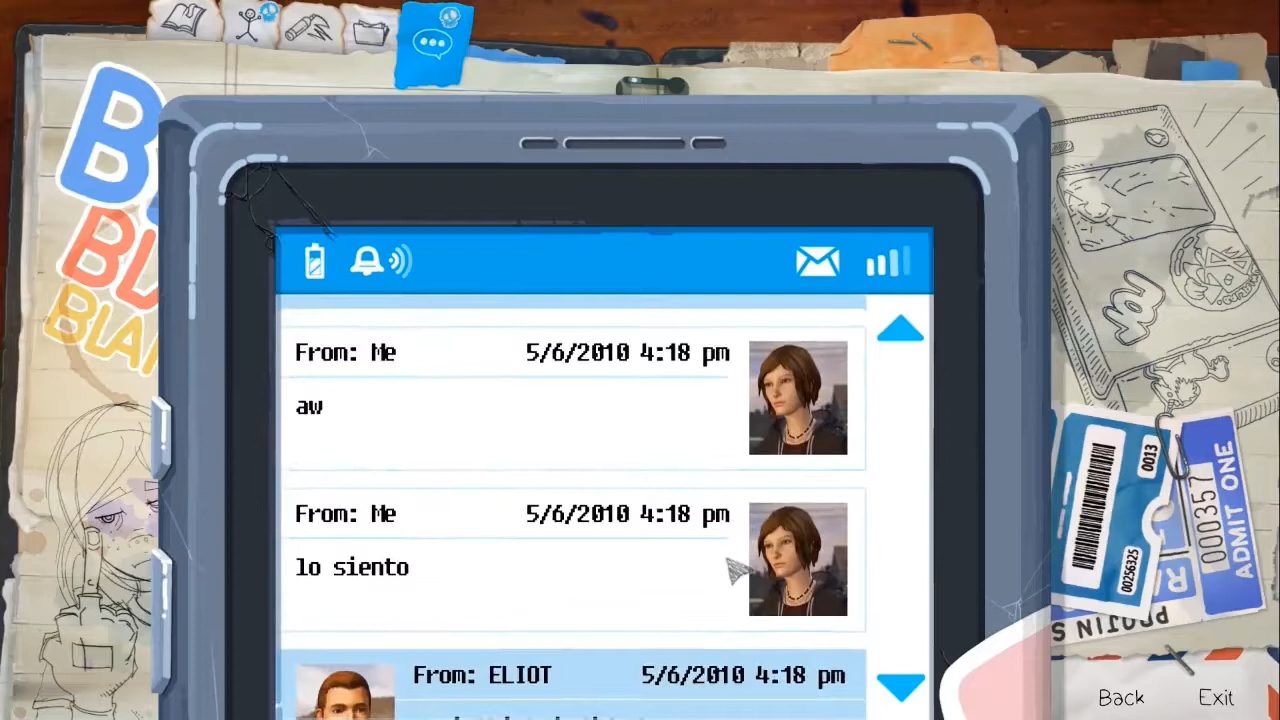 From: Me 5/6/2010 4:18 pm
aw
From: Me 5/6/2010 4:18 pm
lo siento
From: ELIOT 5/6/2010 4:18 pm
0013
00256325
000357
ADMIT ONE
Back Exit